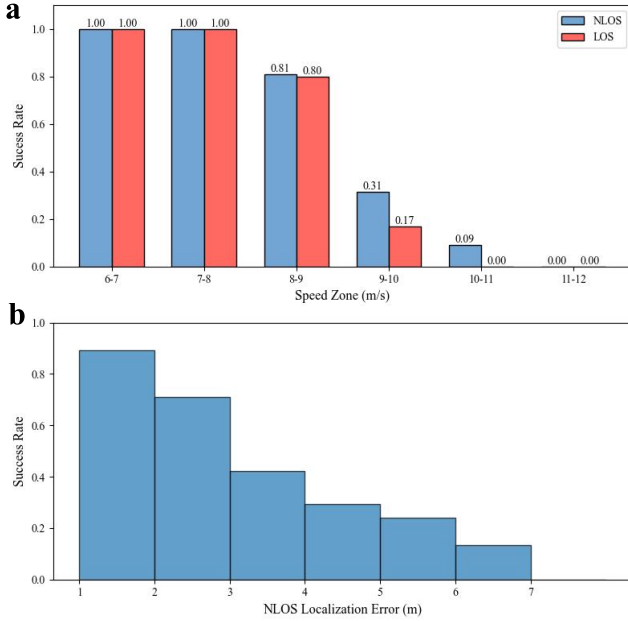 a
1.00 1.00 1.00 1.00
NLOS
LOS
1.0
0.81 0.80
0.8
0.6
0.4
0.31
0.17
0.2
0.09
0.00 0.00 0.00
0.0
Sucess Rate
6-7 7-8 8-9 9-10 10-11 11-12
Speed Zone (m/s)
b
1.0
0.8
0.6
0.4
0.2
0.0
Success Rate
1 2 3 4 5 6 7
NLOS Localization Error (m)